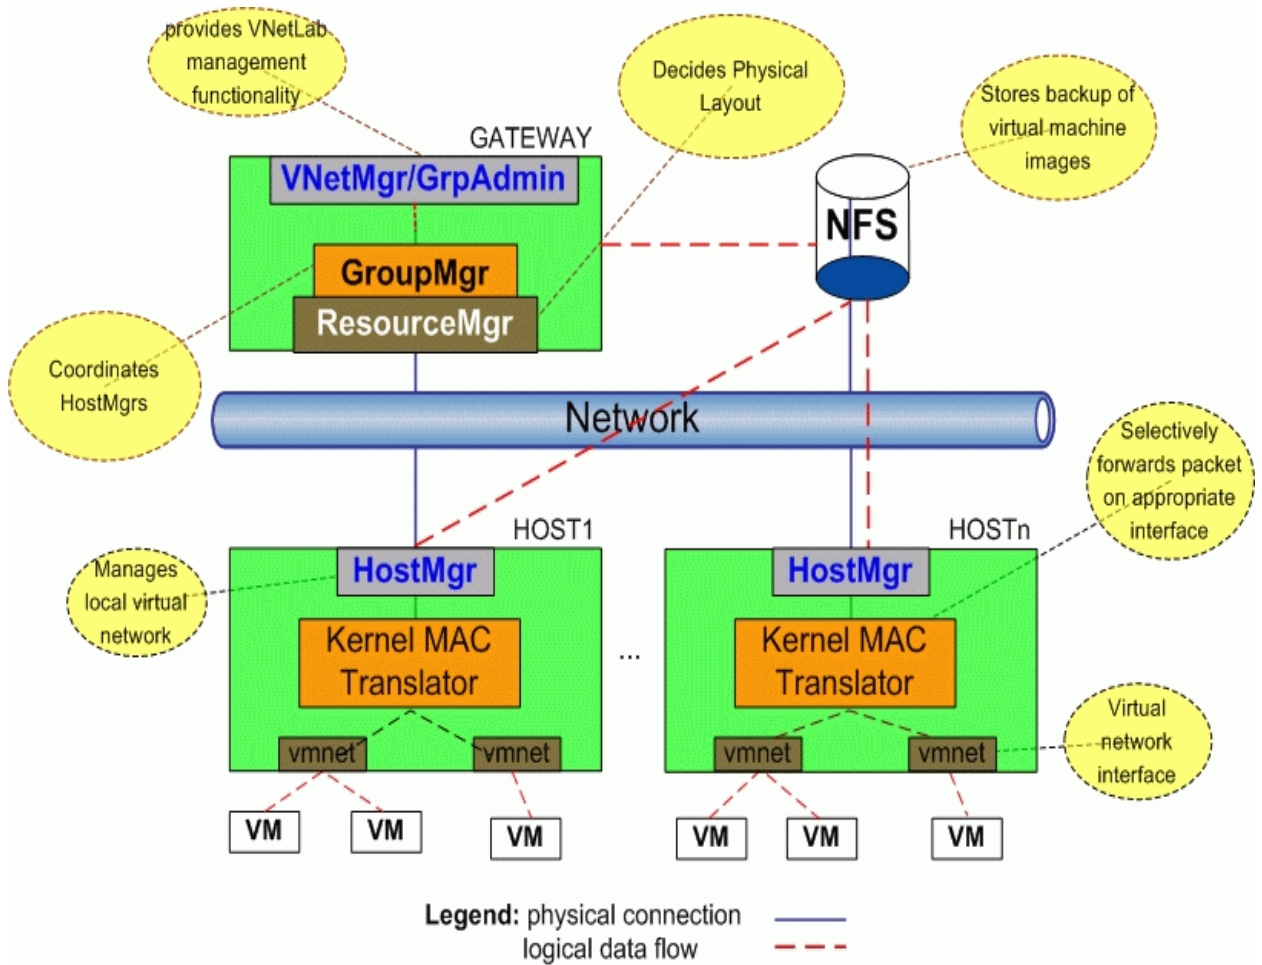 provides VNetLab
management
functionality
Decides Physical
Layout
Stores backup of
virtual machine
images
GATEWAY
VNetMgr/GrpAdmin
GroupMgr
ResourceMgr
NFS
Coordinates
HostMgrs
Network
Selectively
forwards packet
on appropriate
interface
HOST1
HostMgr
Kernel MAC
Translator
vmnet
vmnet
VM
VM
VM
Manages
local virtual
network
...
HOSTn
HostMgr
Kernel MAC
Translator
vmnet
vmnet
VM
VM
VM
Virtual
network
interface
Legend: physical connection
logical data flow